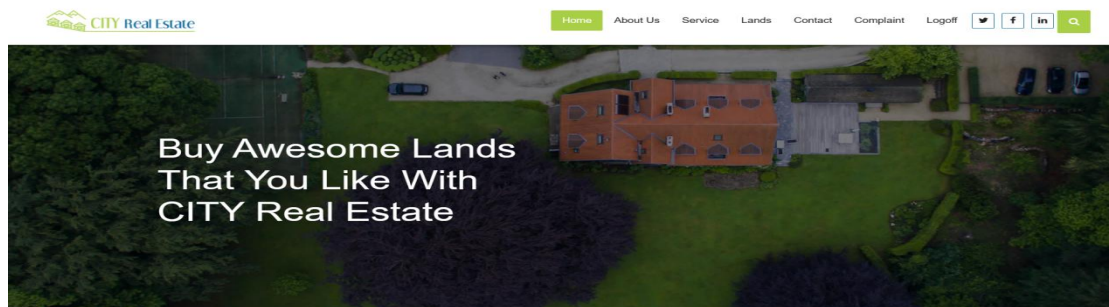 CITY Real Estate
Home About Us Service Lands Contact Complaint Logoff
Buy Awesome Lands
That You Like With
CITY Real Estate